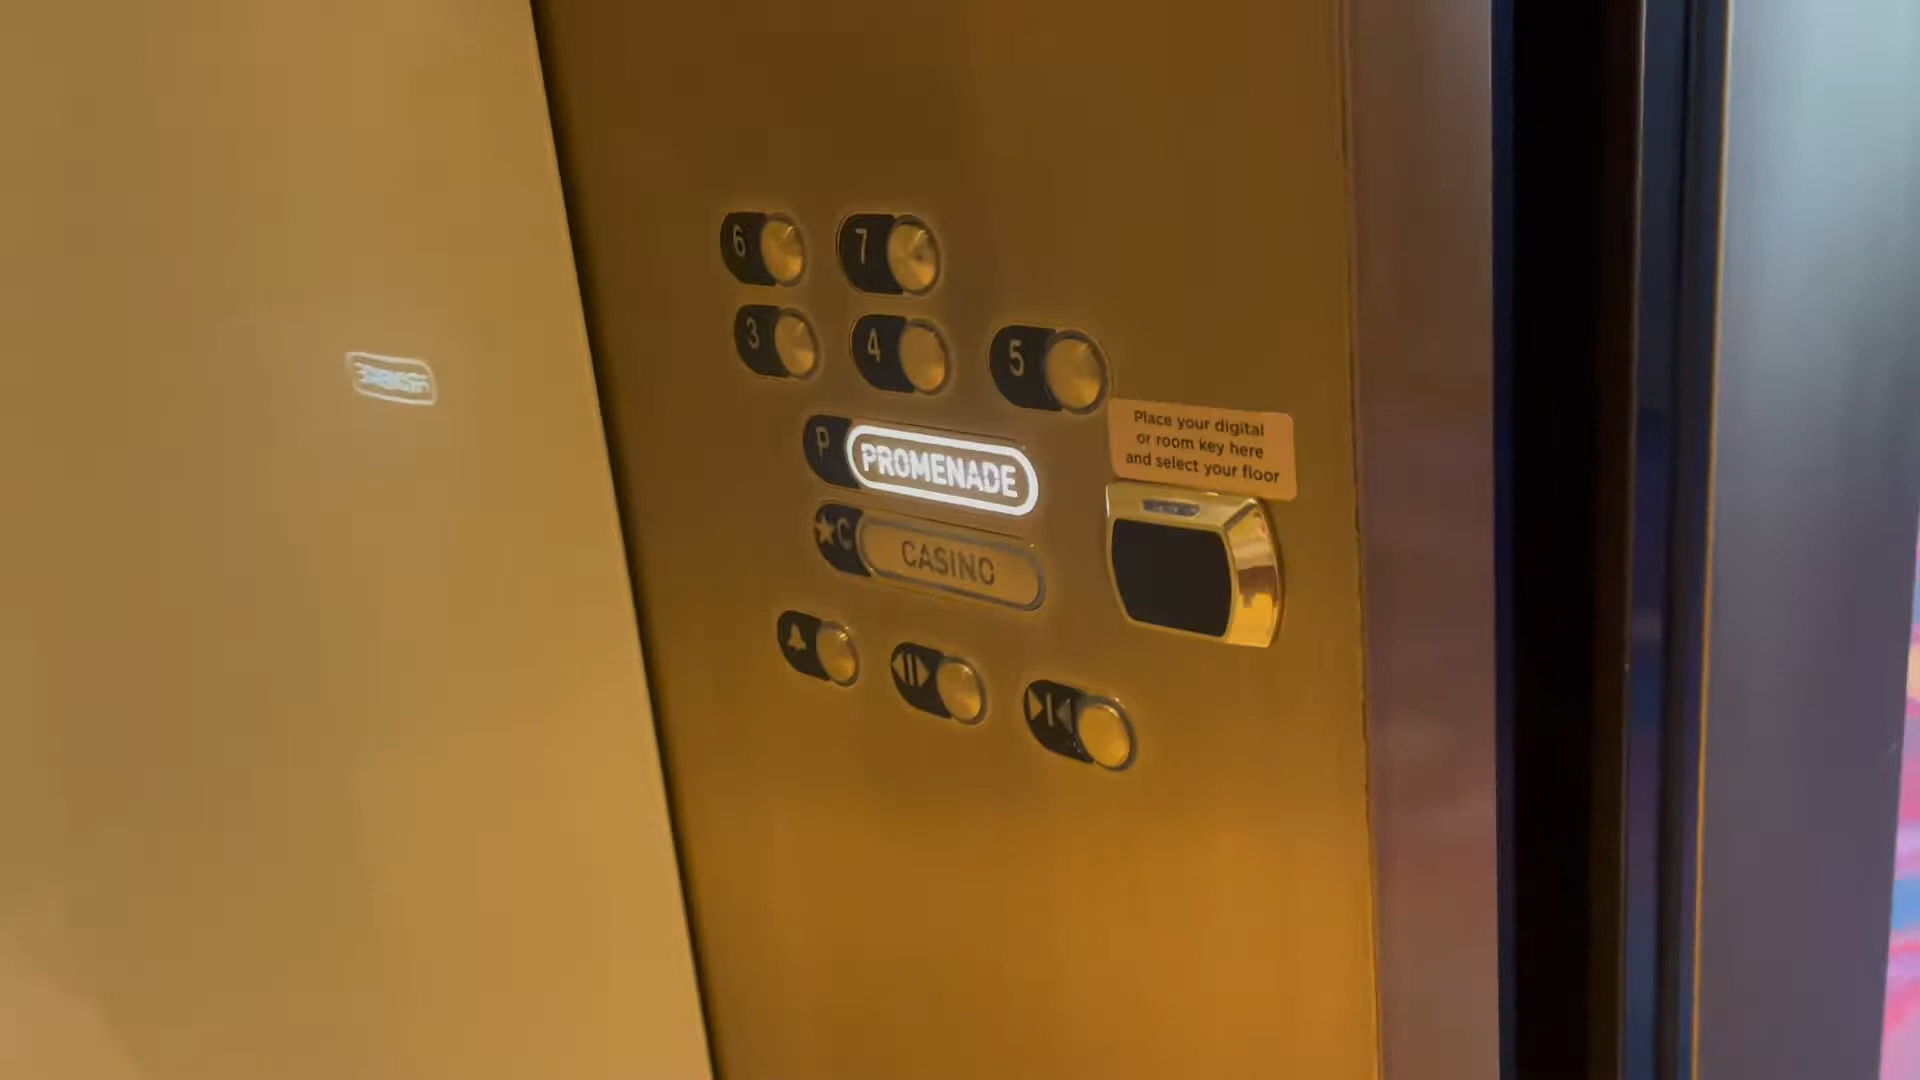 6
7
3
4
5
P PROMENADE
★C CASINO
Place your digital
or room key here
and select your floor